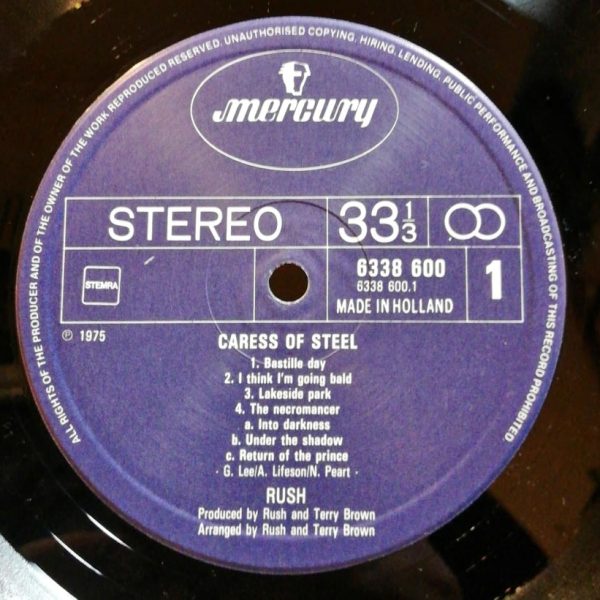 ALL RIGHTS OF THE PRODUCER AND OF THE OWNER OF THE WORK REPRODUCED RESERVED. UNAUTHORISED COPYING, HIRING, LENDING, PUBLIC PERFORMANCE AND BROADCASTING OF THIS RECORD PROHIBITED.
mercury
STEREO 33 1/3
STEMRA
6338 600
6338 600.1
MADE IN HOLLAND
1
℗ 1975
CARESS OF STEEL
1. Bastille day
2. I think I'm going bald
3. Lakeside park
4. The necromancer
a. Into darkness
b. Under the shadow
c. Return of the prince
- G. Lee/A. Lifeson/N. Peart -
RUSH
Produced by Rush and Terry Brown
Arranged by Rush and Terry Brown